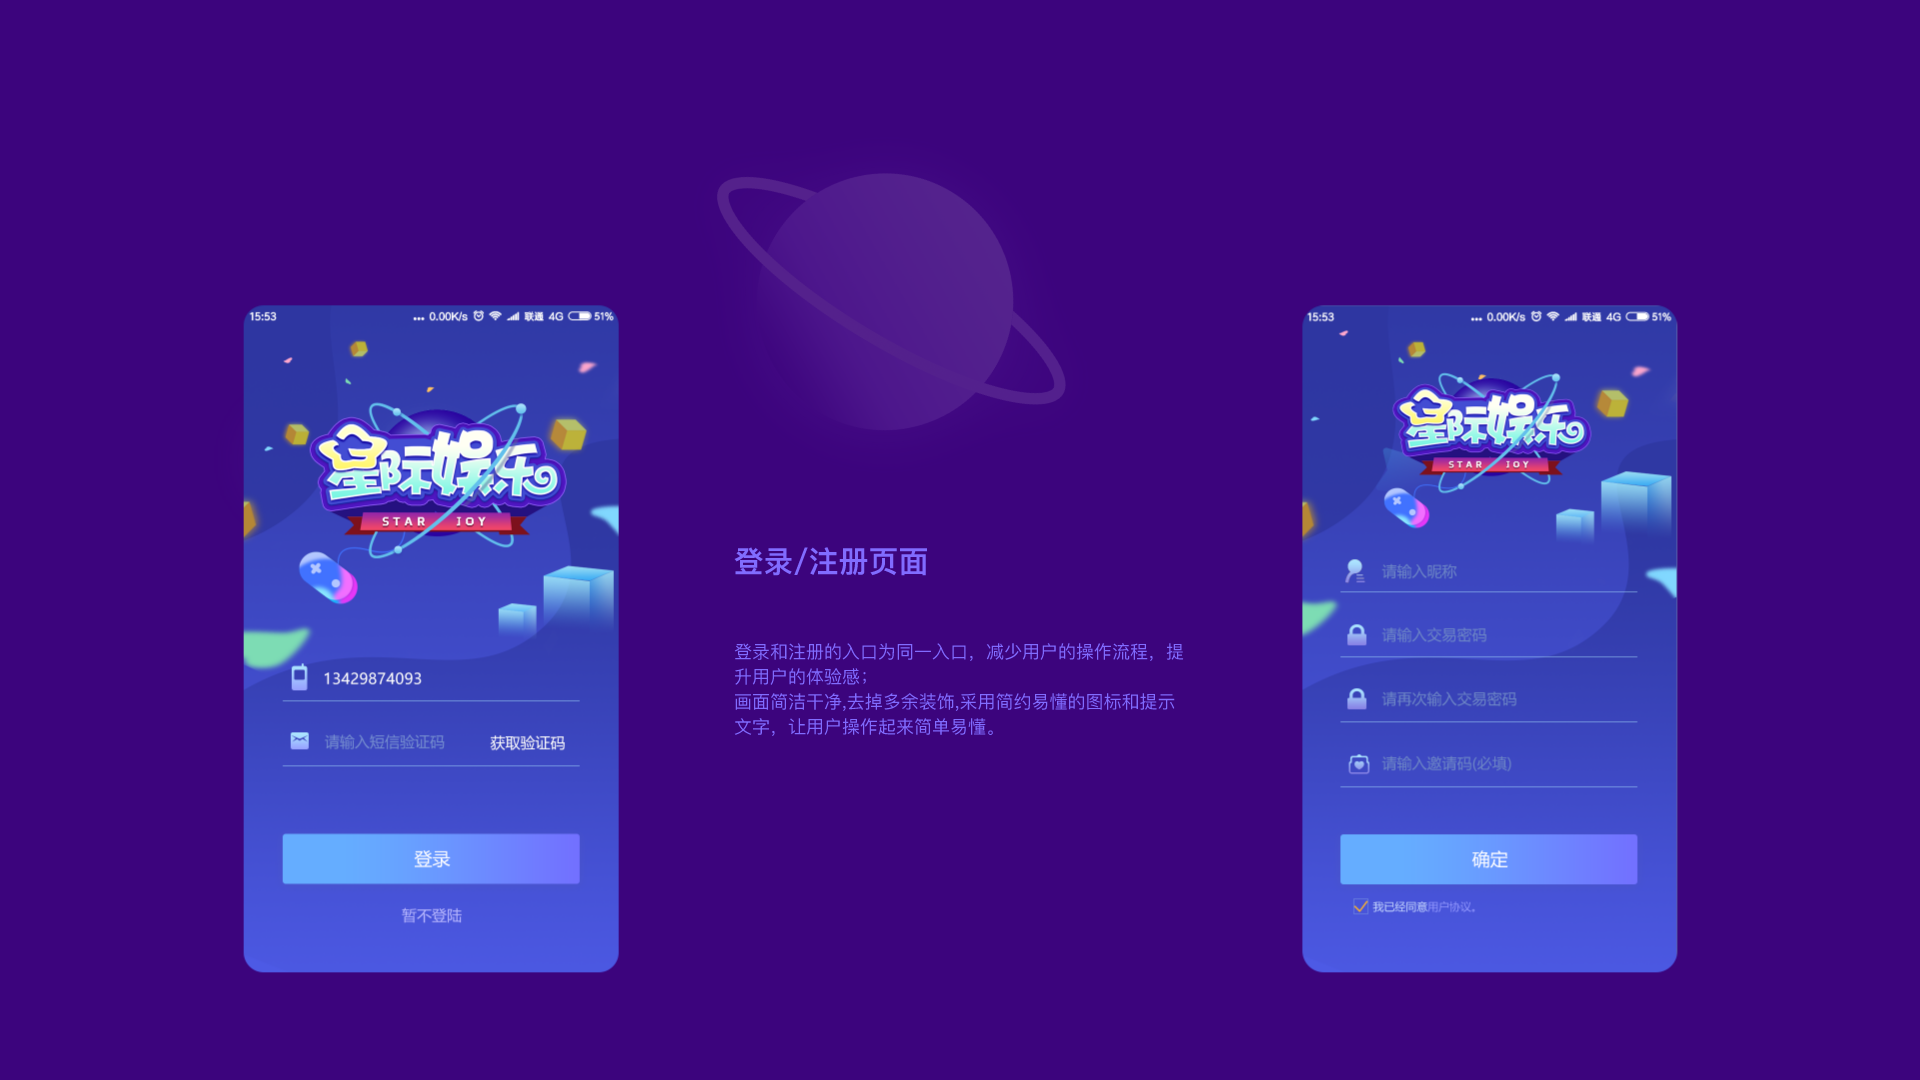 15:53
... 0.00K/s 联通 4G 51%
星际娱乐
STAR JOY
13429874093
请输入短信验证码 获取验证码
登录
暂不登陆
登录/注册页面
登录和注册的入口为同一入口，减少用户的操作流程，提
升用户的体验感；
画面简洁干净,去掉多余装饰,采用简约易懂的图标和提示
文字，让用户操作起来简单易懂。
15:53
... 0.00K/s 联通 4G 51%
星际娱乐
STAR JOY
请输入昵称
请输入交易密码
请再次输入交易密码
请输入邀请码(必填)
确定
我已经同意用户协议。